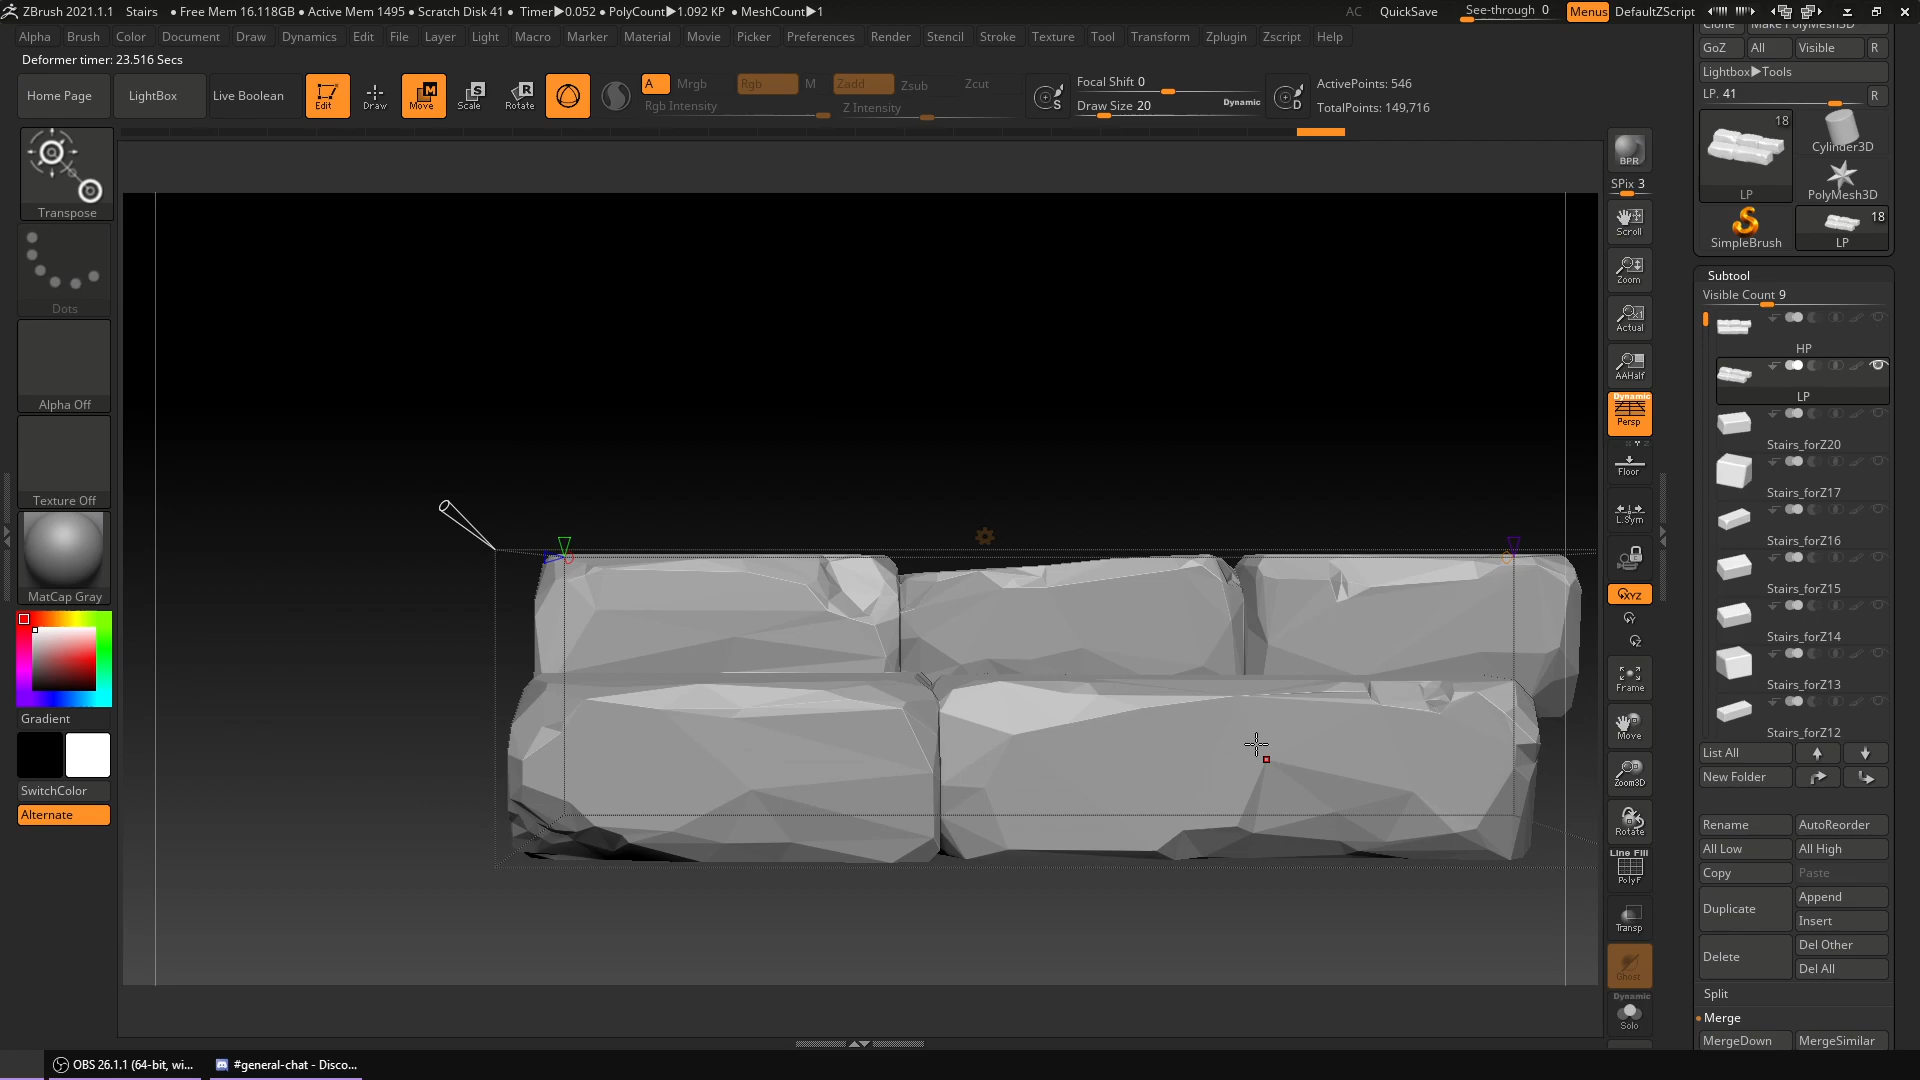 ZBrush 2021.1.1 Stairs • Free Mem 16.118GB • Active Mem 1495 • Scratch Disk 41 • Timer▶0.052 • PolyCount▶1.092 KP • MeshCount▶1 AC QuickSave See-through 0 Menus DefaultZScript
Alpha Brush Color Document Draw Dynamics Edit File Layer Light Macro Marker Material Movie Picker Preferences Render Stencil Stroke Texture Tool Transform Zplugin Zscript Help
Deformer timer: 23.516 Secs
Home Page
LightBox
Live Boolean
Edit
Draw
Move
Scale
Rotate
A
Mrgb
Rgb
M
Zadd
Zsub
Zcut
Rgb Intensity
Z Intensity
S
Focal Shift 0
Draw Size 20
Dynamic
D
ActivePoints: 546
TotalPoints: 149,716
Transpose
Dots
Alpha Off
Texture Off
MatCap Gray
Gradient
SwitchColor
Alternate
BPR
SPix 3
Scroll
Zoom
Actual
AAHalf
Dynamic
Persp
Floor
L.Sym
XYZ
Y
Z
Frame
Move
Zoom3D
Rotate
Line Fill
PolyF
Transp
Ghost
Dynamic
Solo
Clone
Make PolyMesh3D
GoZ
All
Visible
R
Lightbox▶Tools
LP. 41
R
18
LP
Cylinder3D
PolyMesh3D
SimpleBrush
18
LP
Subtool
Visible Count 9
HP
LP
Stairs_forZ20
Stairs_forZ17
Stairs_forZ16
Stairs_forZ15
Stairs_forZ14
Stairs_forZ13
Stairs_forZ12
List All
New Folder
Rename
AutoReorder
All Low
All High
Copy
Paste
Duplicate
Append
Insert
Delete
Del Other
Del All
Split
Merge
MergeDown
MergeSimilar
OBS 26.1.1 (64-bit, wi...
#general-chat - Disco...